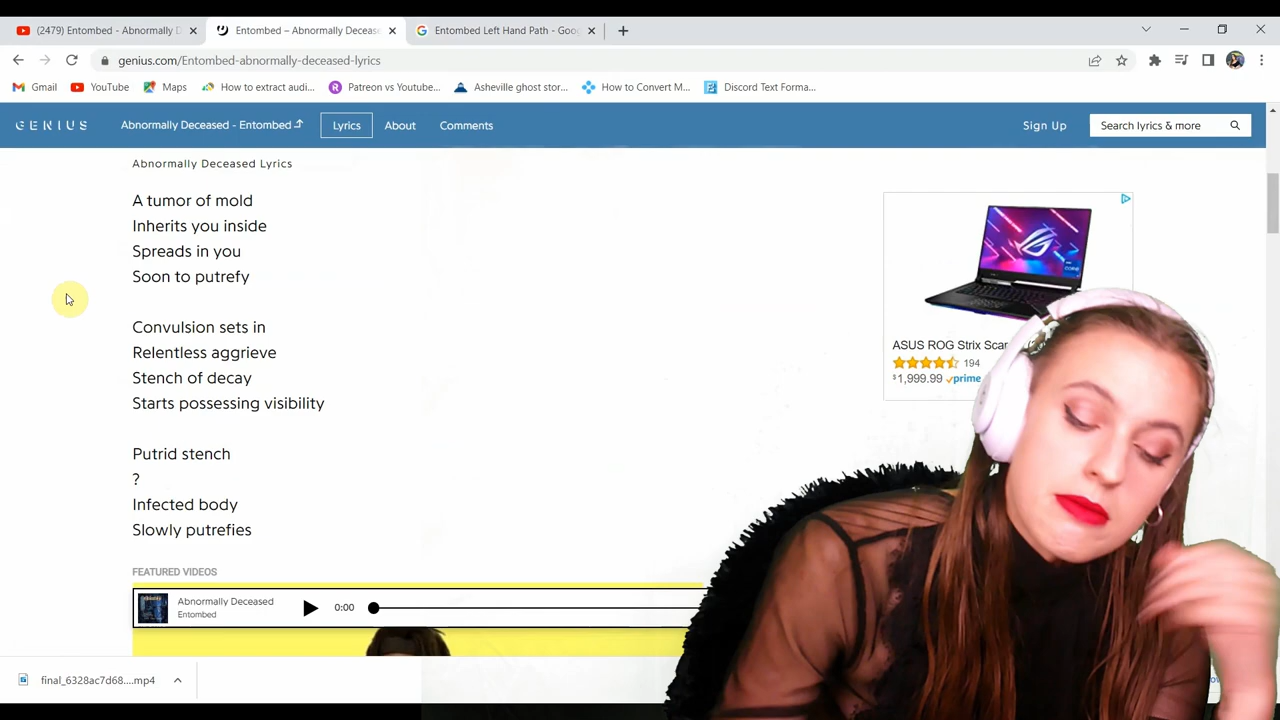 (2479) Entombed - Abnormally D
Entombed – Abnormally Deceas
Entombed Left Hand Path - Goo
genius.com/Entombed-abnormally-deceased-lyrics
Gmail
YouTube
Maps
How to extract audi...
Patreon vs Youtube...
Asheville ghost stor...
How to Convert M...
Discord Text Forma...
GENIUS
Abnormally Deceased - Entombed
Lyrics
About
Comments
Sign Up
Search lyrics & more
Abnormally Deceased Lyrics
A tumor of mold
Inherits you inside
Spreads in you
Soon to putrefy
Convulsion sets in
Relentless aggrieve
Stench of decay
Starts possessing visibility
Putrid stench
?
Infected body
Slowly putrefies
ASUS ROG Strix Scar
194
$1,999.99 prime
FEATURED VIDEOS
Abnormally Deceased
Entombed
0:00
final_6328ac7d68....mp4